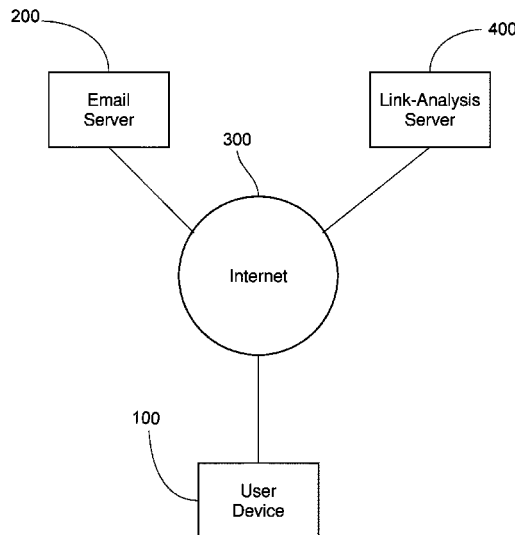 200
400
Email
Server
Link-Analysis
Server
300
Internet
100
User
Device